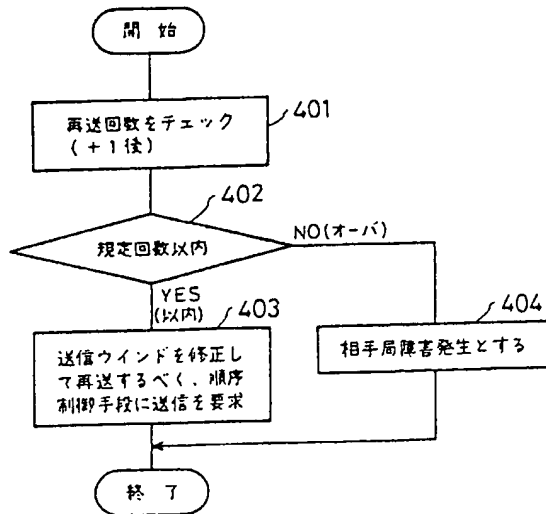 開始
再送回数をチェック
(+1後)
401
402
規定回数以内
NO(オーバ)
YES
(以内)
403
404
送信ウインドを修正し
て再送するべく、順序
制御手段に送信を要求
相手局障害発生とする
終了